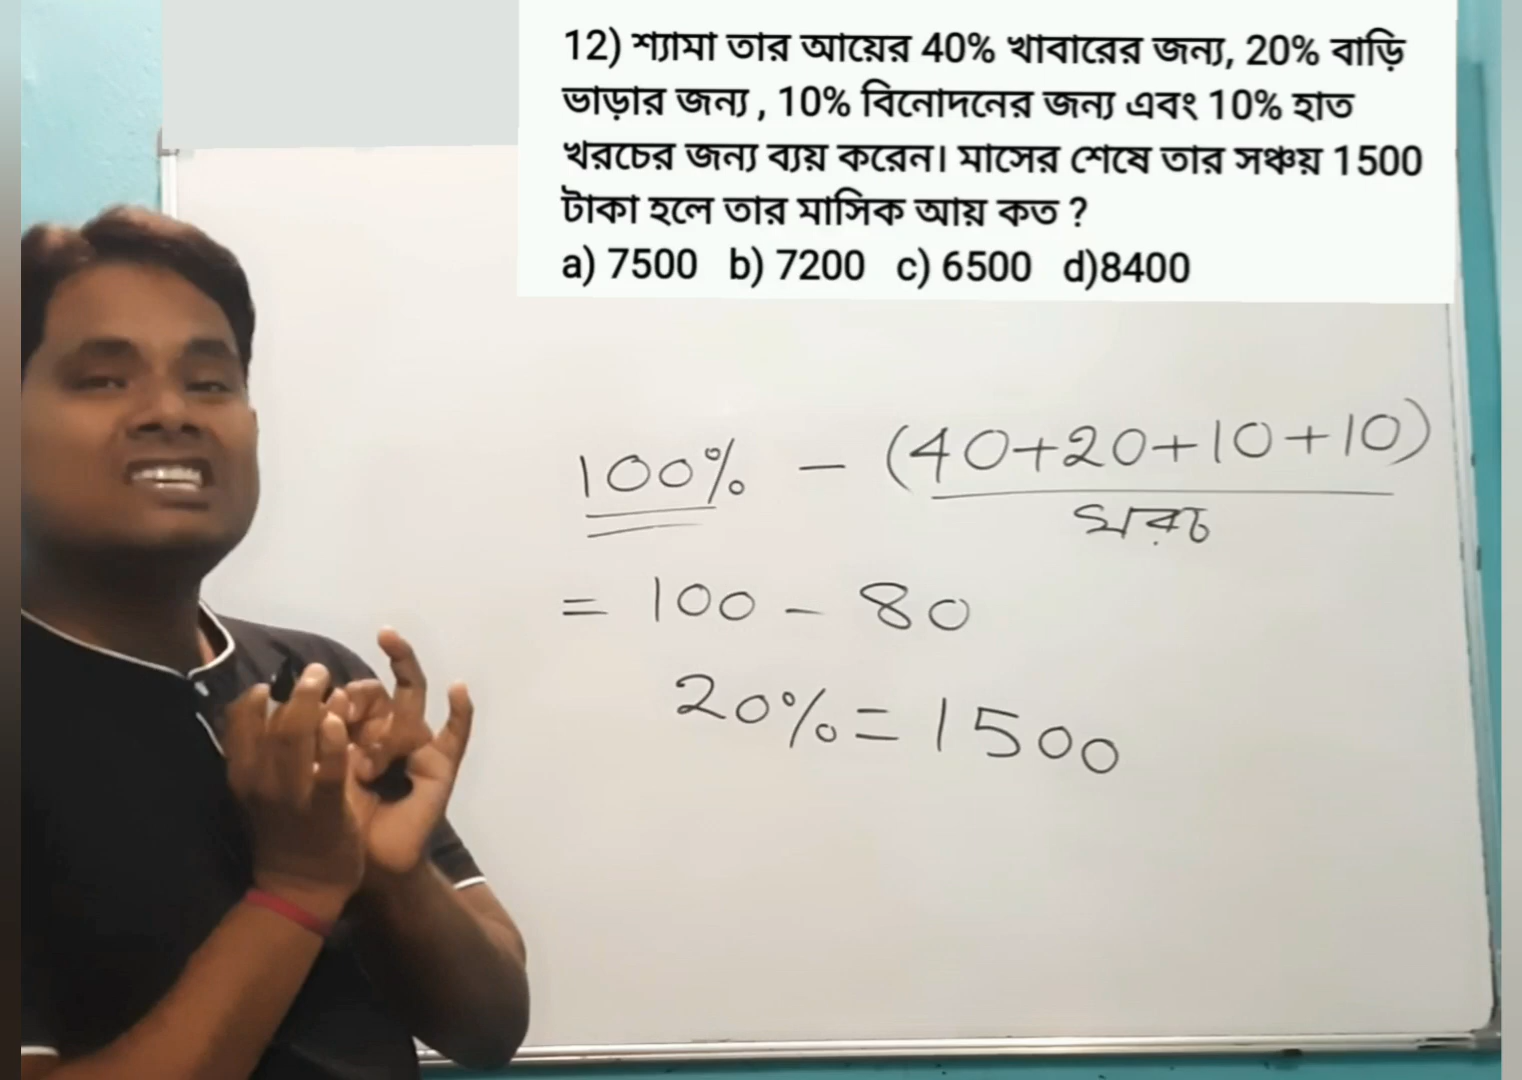 12) শ্যামা তার আয়ের 40% খাবারের জন্য, 20% বাড়ি
ভাড়ার জন্য , 10% বিনোদনের জন্য এবং 10% হাত
খরচের জন্য ব্যয় করেন। মাসের শেষে তার সঞ্চয় 1500
টাকা হলে তার মাসিক আয় কত ?
a) 7500 b) 7200 c) 6500 d)8400
100% - (40+20+10+10)
খরচ
= 100 - 80
20% = 1500